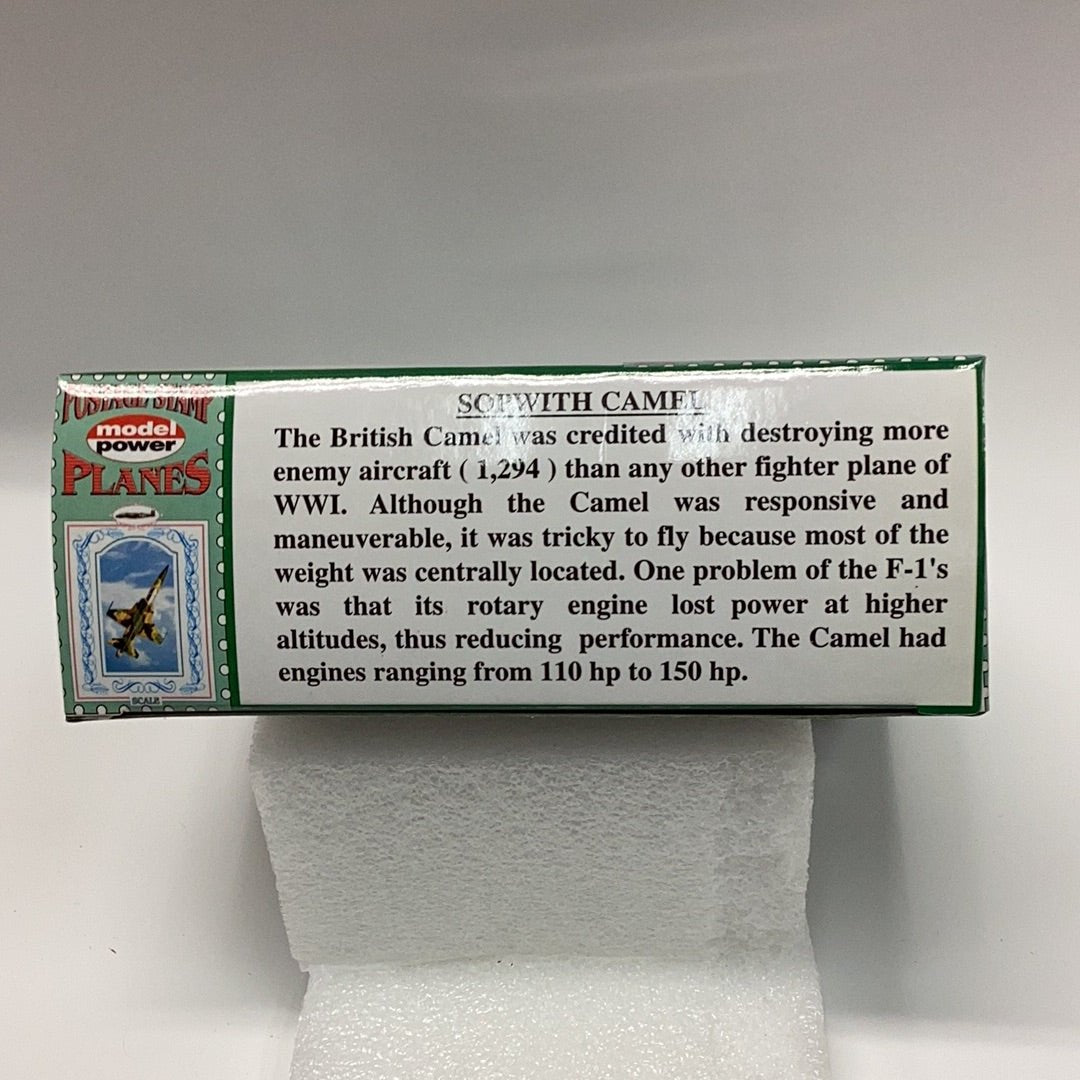 POSTAGE STAMP
model
power
PLANES
SCALE
SOPWITH CAMEL
The British Camel was credited with destroying more
enemy aircraft ( 1,294 ) than any other fighter plane of
WWI. Although the Camel was responsive and
maneuverable, it was tricky to fly because most of the
weight was centrally located. One problem of the F-1's
was that its rotary engine lost power at higher
altitudes, thus reducing performance. The Camel had
engines ranging from 110 hp to 150 hp.